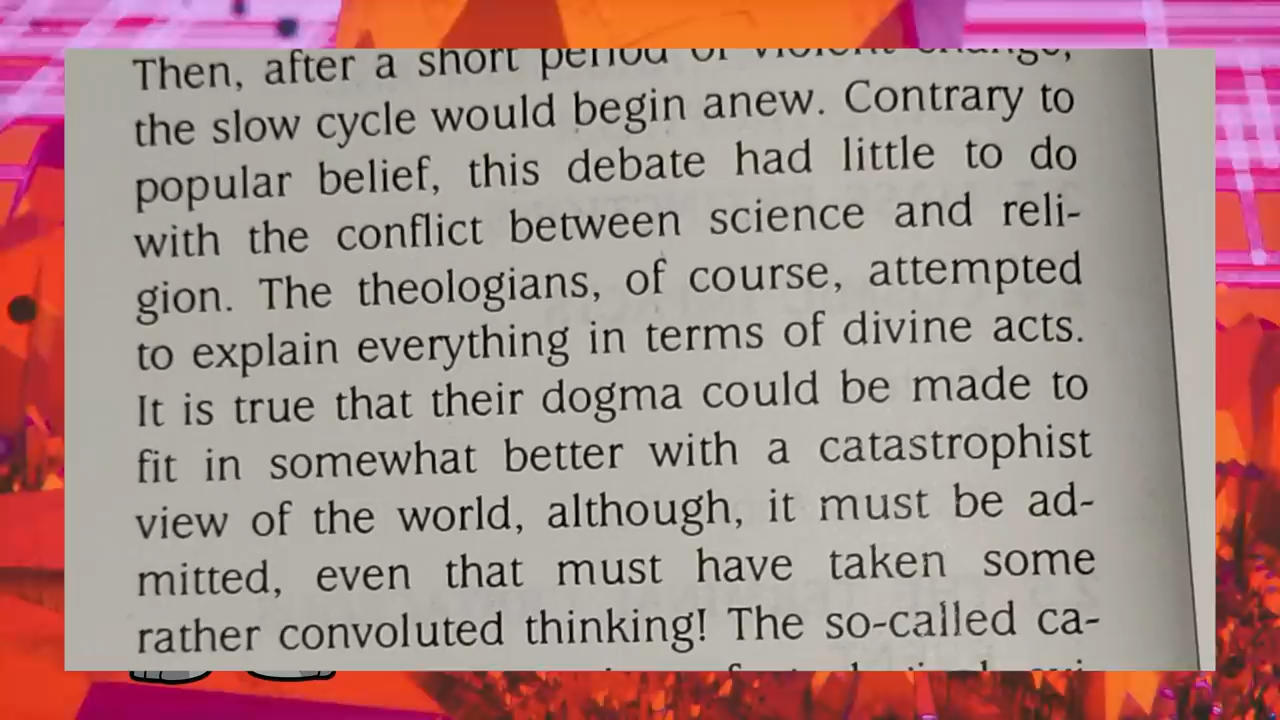 Then, after a short period of violent change,
the slow cycle would begin anew. Contrary to
popular belief, this debate had little to do
with the conflict between science and reli-
gion. The theologians, of course, attempted
to explain everything in terms of divine acts.
It is true that their dogma could be made to
fit in somewhat better with a catastrophist
view of the world, although, it must be ad-
mitted, even that must have taken some
rather convoluted thinking! The so-called ca-